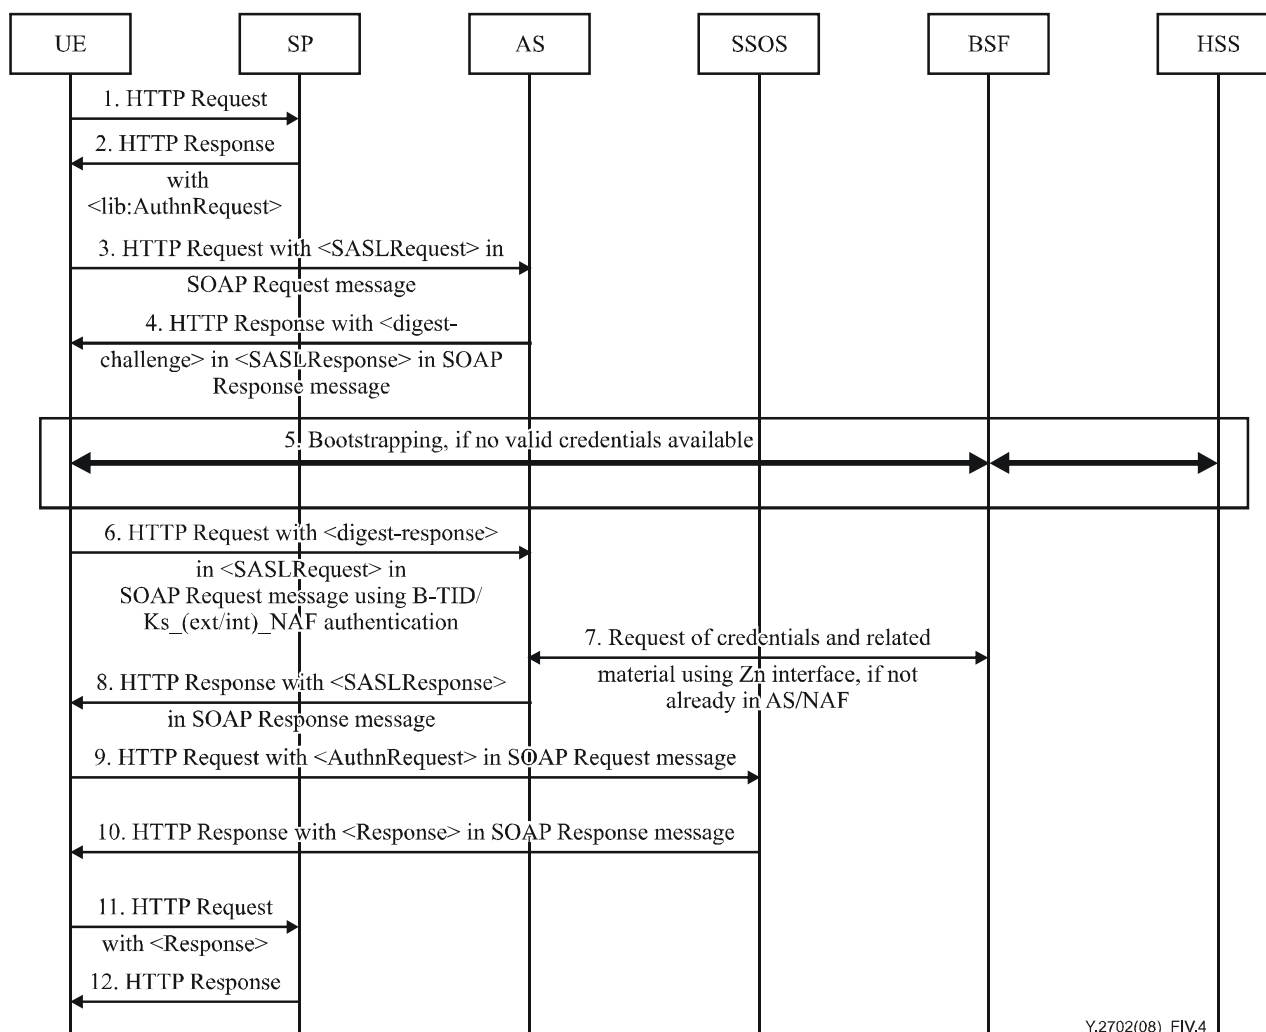 UE SP AS SSOS BSF HSS
1. HTTP Request
2. HTTP Response
with
<lib:AuthnRequest>
3. HTTP Request with <SASLRequest> in
SOAP Request message
4. HTTP Response with <digest-
challenge> in <SASLResponse> in SOAP
Response message
5. Bootstrapping, if no valid credentials available
6. HTTP Request with <digest-response>
in <SASLRequest> in
SOAP Request message using B-TID/
Ks_(ext/int)_NAF authentication
7. Request of credentials and related
material using Zn interface, if not
already in AS/NAF
8. HTTP Response with <SASLResponse>
in SOAP Response message
9. HTTP Request with <AuthnRequest> in SOAP Request message
10. HTTP Response with <Response> in SOAP Response message
11. HTTP Request
with <Response>
12. HTTP Response
Y.2702(08)_FIV.4